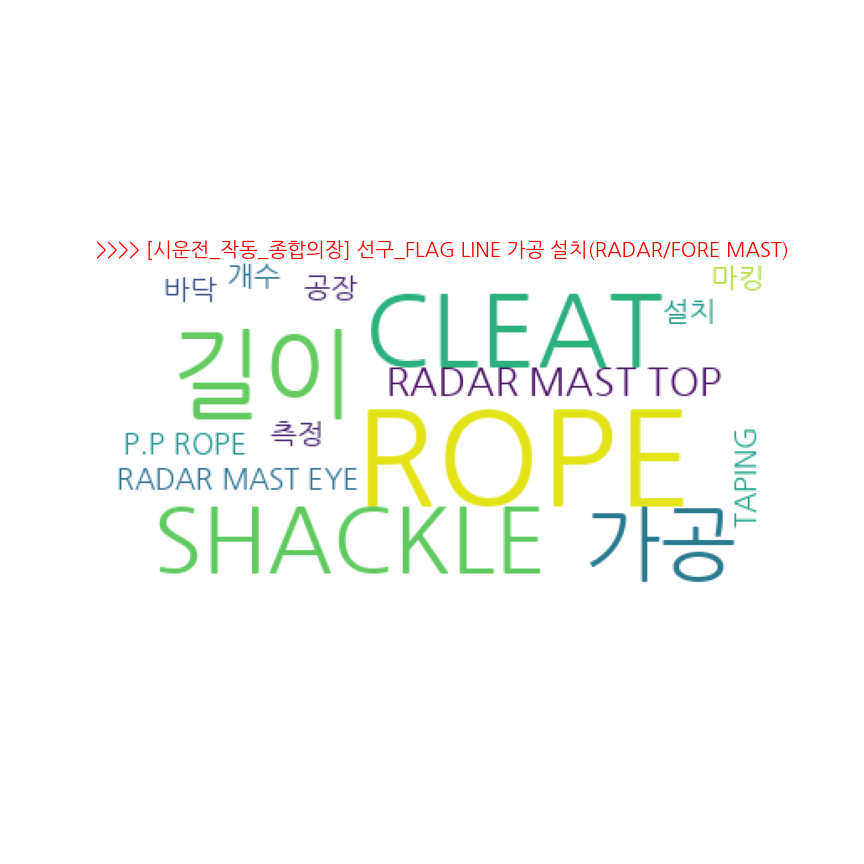 >>>> [시운전_작동_종합의장] 선구_FLAG LINE 가공 설치(RADAR/FORE MAST)
바닥
개수
공장
마킹
CLEAT
설치
길이
RADAR MAST TOP
ROPE
측정
P.P ROPE
TAPING
RADAR MAST EYE
SHACKLE
가공